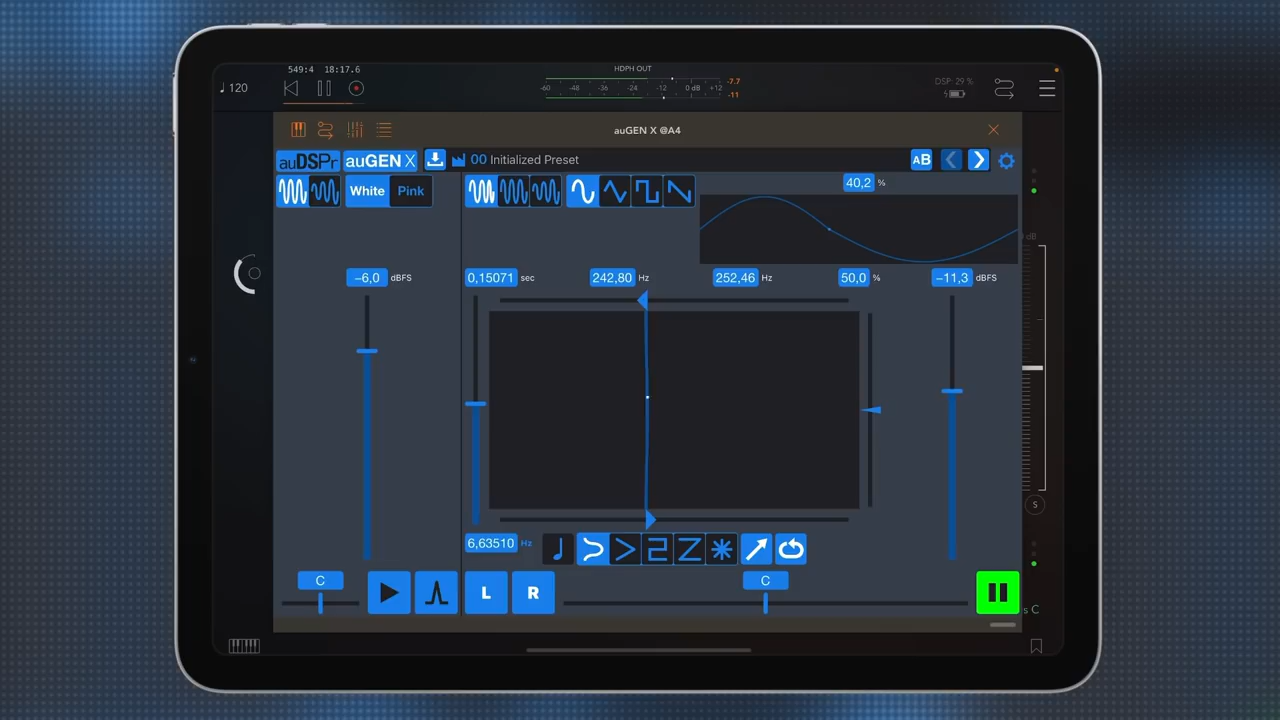 549:4 18:17.6
HDPH OUT
♩ 120
-60 -48 -36 -24 -12 0 dB +12
-7.7
-11
DSP: 29 %
auGEN X @A4
auDSPr auGEN X 00 Initialized Preset AB
White Pink
40,2 %
–6,0 dBFS
0,15071 sec
242,80 Hz
252,46 Hz
50,0 %
–11,3 dBFS
S
6,63510 Hz
C
L R
C
s C